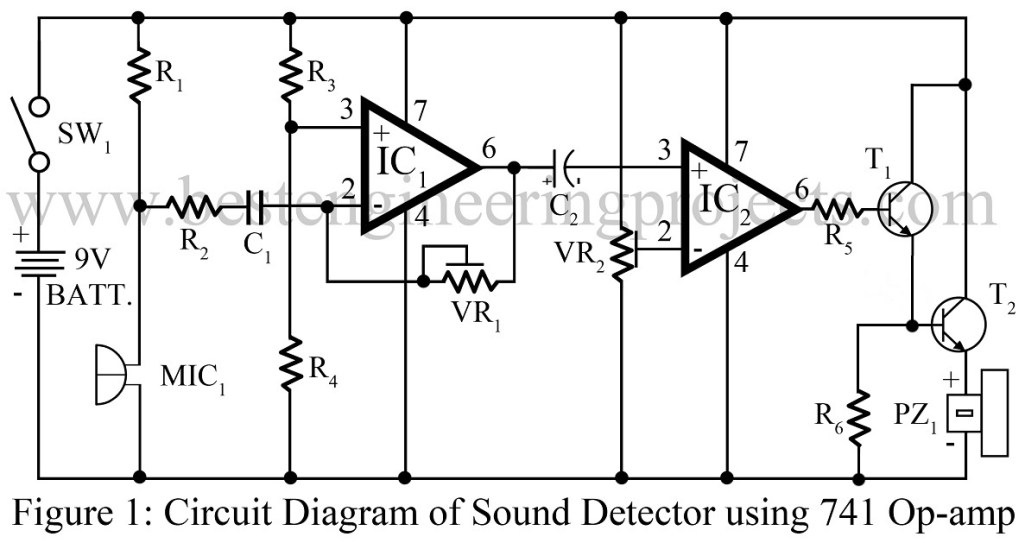 R1
R3
3
7
+
IC1
6
SW1
2
-
4
www.bestengineeringprojects.com
R2
C1
+
-
C2
VR1
3
7
+
IC2
6
2
-
4
VR2
R5
T1
+
9V
-
BATT.
MIC1
R4
T2
R6
+
PZ1
-
Figure 1: Circuit Diagram of Sound Detector using 741 Op-amp